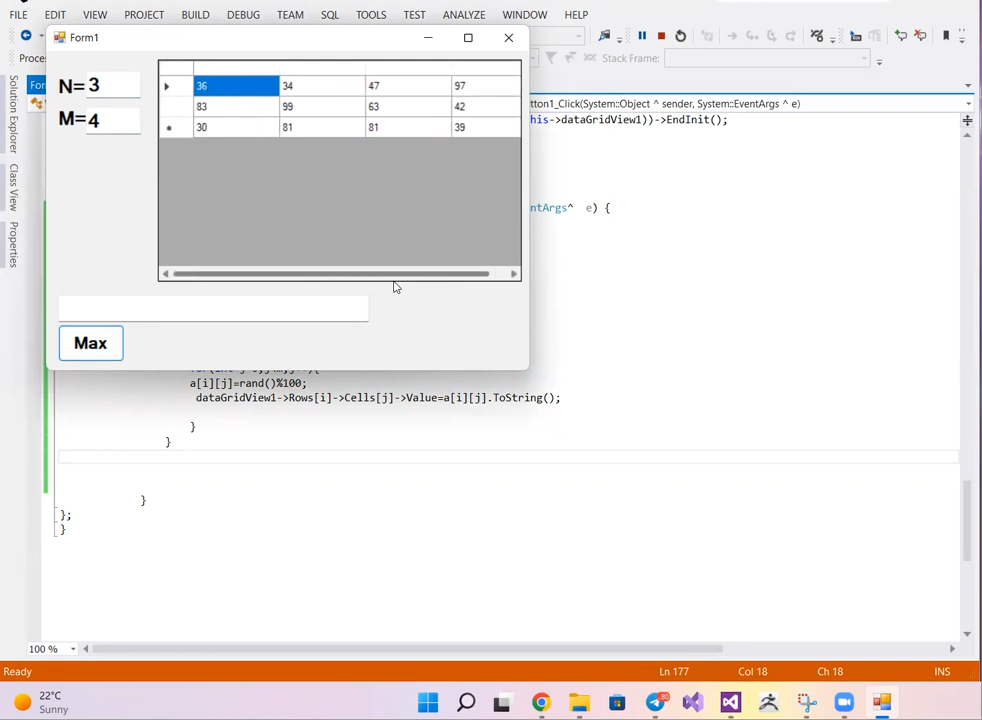 FILE EDIT VIEW PROJECT BUILD DEBUG TEAM SQL TOOLS TEST ANALYZE WINDOW HELP
Form1
Stack Frame:
N= 3
M= 4
36 34 47 97
83 99 63 42
30 81 81 39
Solution Explorer
Class View
Properties
utton1_Click(System::Object ^ sender, System::EventArgs ^ e)
his->dataGridView1))->EndInit();
ntArgs^ e) {
Max
a[i][j]=rand()%100;
dataGridView1->Rows[i]->Cells[j]->Value=a[i][j].ToString();
}
}
}
};
}
100 %
Ready Ln 177 Col 18 Ch 18 INS
22°C
Sunny
80